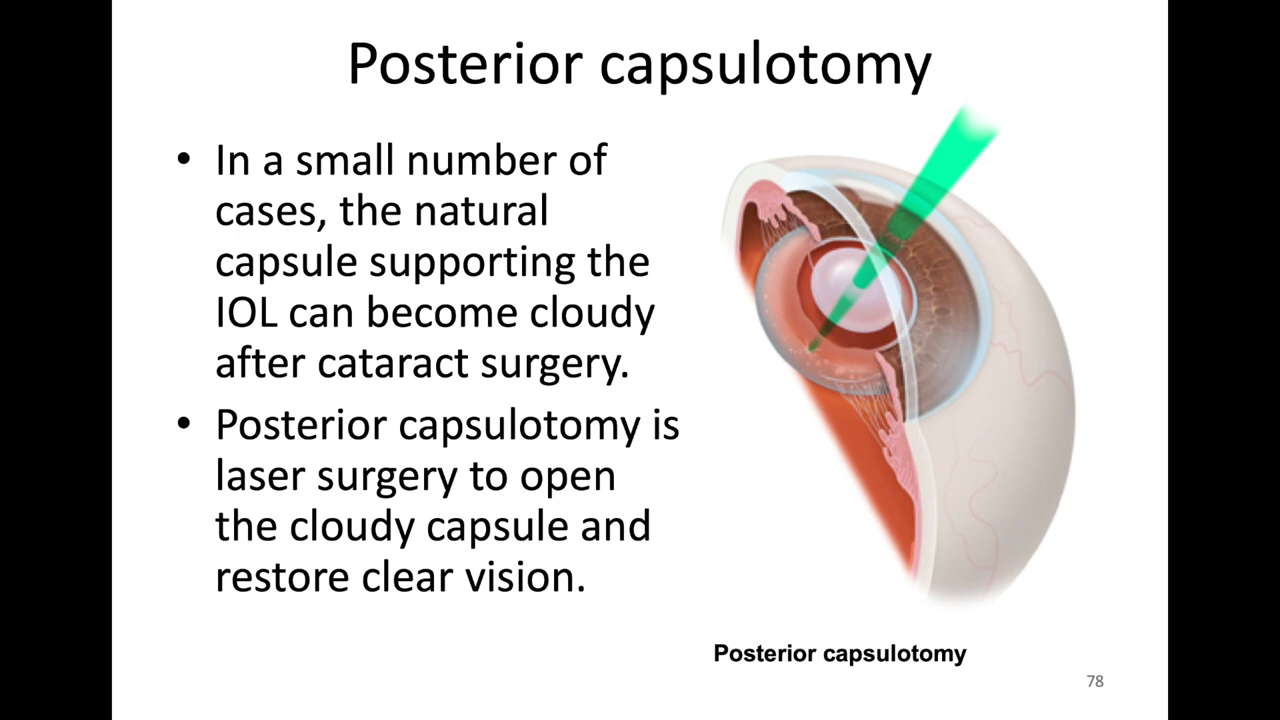 Posterior capsulotomy
• In a small number of
cases, the natural
capsule supporting the
IOL can become cloudy
after cataract surgery.
• Posterior capsulotomy is
laser surgery to open
the cloudy capsule and
restore clear vision.
Posterior capsulotomy
78